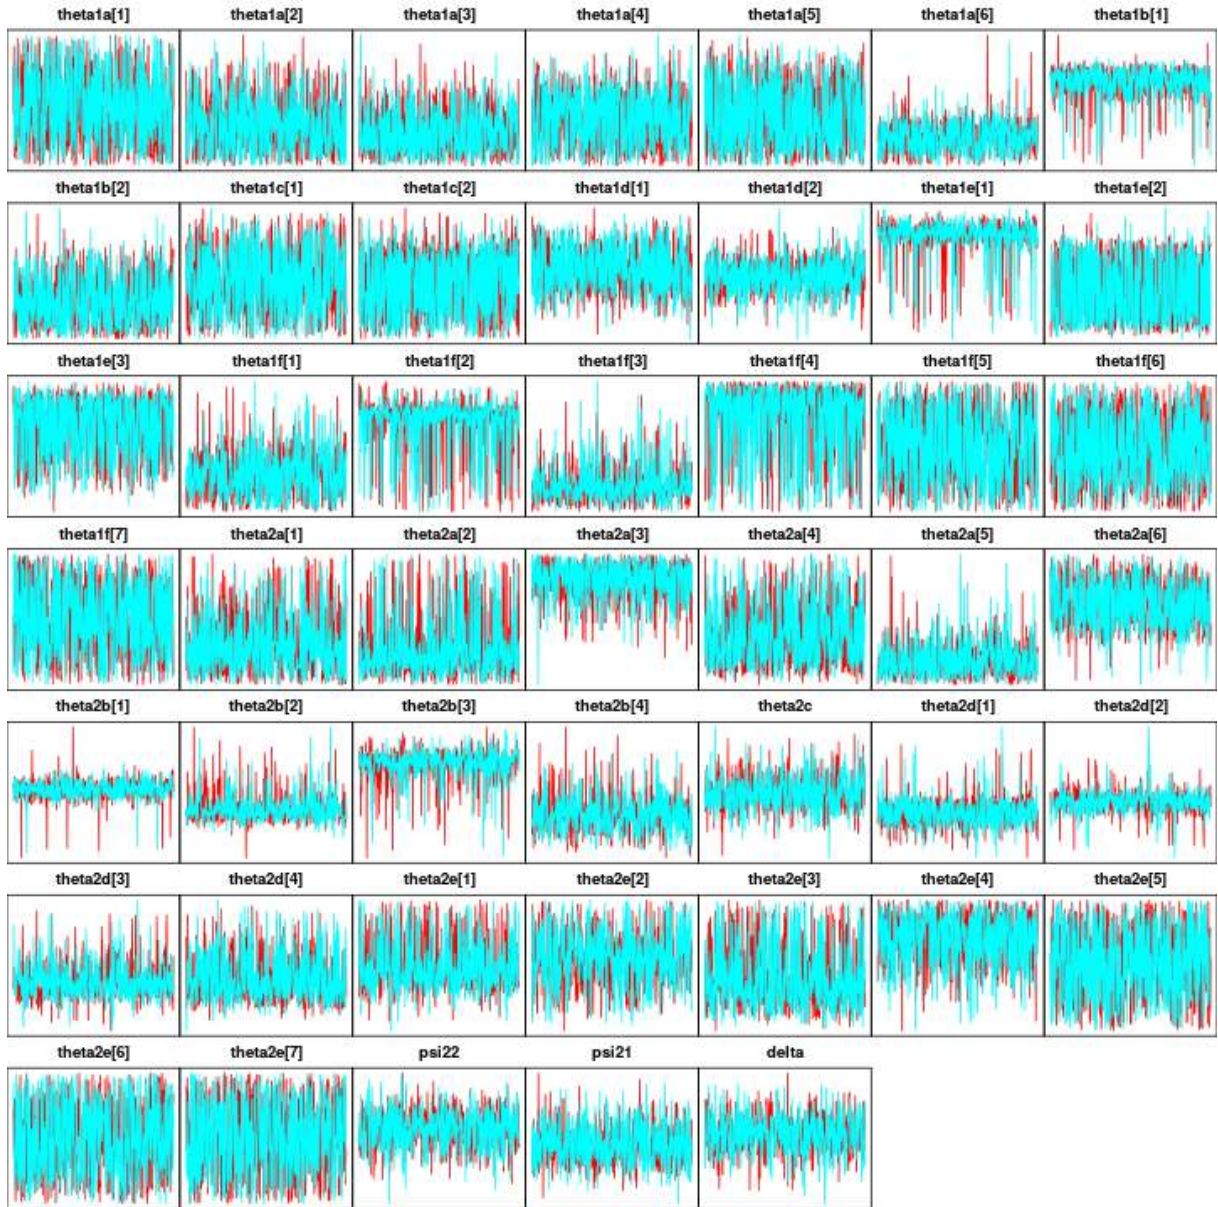 theta1a[1] theta1a[2] theta1a[3] theta1a[4] theta1a[5] theta1a[6] theta1b[1]
theta1b[2] theta1c[1] theta1c[2] theta1d[1] theta1d[2] theta1e[1] theta1e[2]
theta1e[3] theta1f[1] theta1f[2] theta1f[3] theta1f[4] theta1f[5] theta1f[6]
theta1f[7] theta2a[1] theta2a[2] theta2a[3] theta2a[4] theta2a[5] theta2a[6]
theta2b[1] theta2b[2] theta2b[3] theta2b[4] theta2c theta2d[1] theta2d[2]
theta2d[3] theta2d[4] theta2e[1] theta2e[2] theta2e[3] theta2e[4] theta2e[5]
theta2e[6] theta2e[7] psi22 psi21 delta